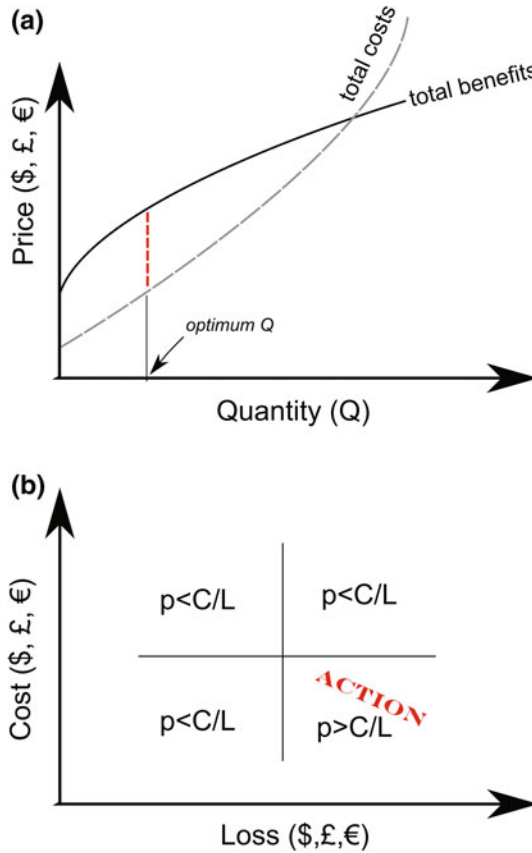 (a)
total costs
total benefits
Price ($, £, €)
optimum Q
Quantity (Q)
(b)
Cost ($, £, €)
p<C/L
p<C/L
ACTION
p<C/L
p>C/L
Loss ($,£,€)